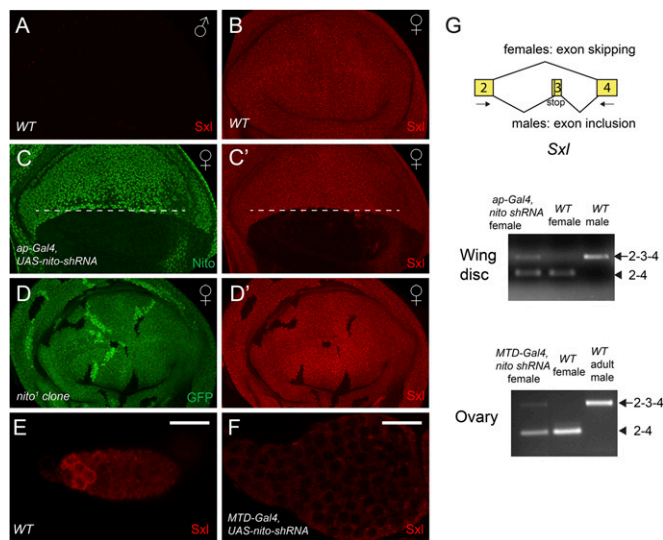 A ♂
WT Sxl
B ♀
WT Sxl
C ♀
ap-Gal4,
UAS-nito-shRNA Nito
C' ♀
Sxl
D ♀
nito¹ clone GFP
D' ♀
Sxl
E
WT Sxl
F
MTD-Gal4,
UAS-nito-shRNA Sxl
G
females: exon skipping
2 3 4
stop
males: exon inclusion
Sxl
ap-Gal4,
nito shRNA
female
WT
female
WT
male
Wing
disc
2-3-4
2-4
MTD-Gal4,
nito shRNA
female
WT
female
WT
adult
male
Ovary
2-3-4
2-4